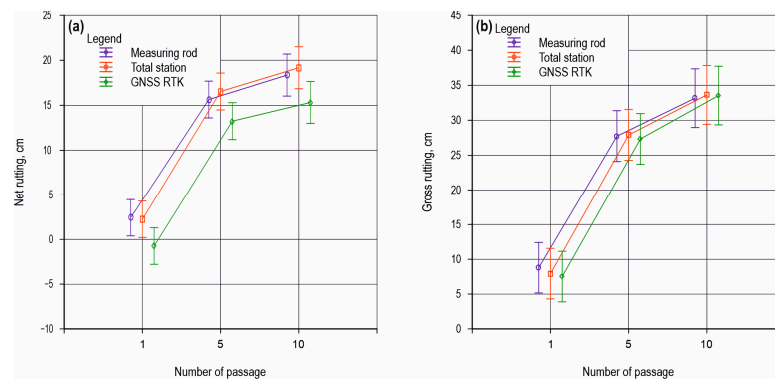 (a)
Legend
Measuring rod
Total station
GNSS RTK
25
20
15
10
5
0
−5
−10
Net rutting, cm
1
5
10
Number of passage
(b)
Legend
Measuring rod
Total station
GNSS RTK
45
40
35
30
25
20
15
10
5
0
Gross rutting, cm
1
5
10
Number of passage